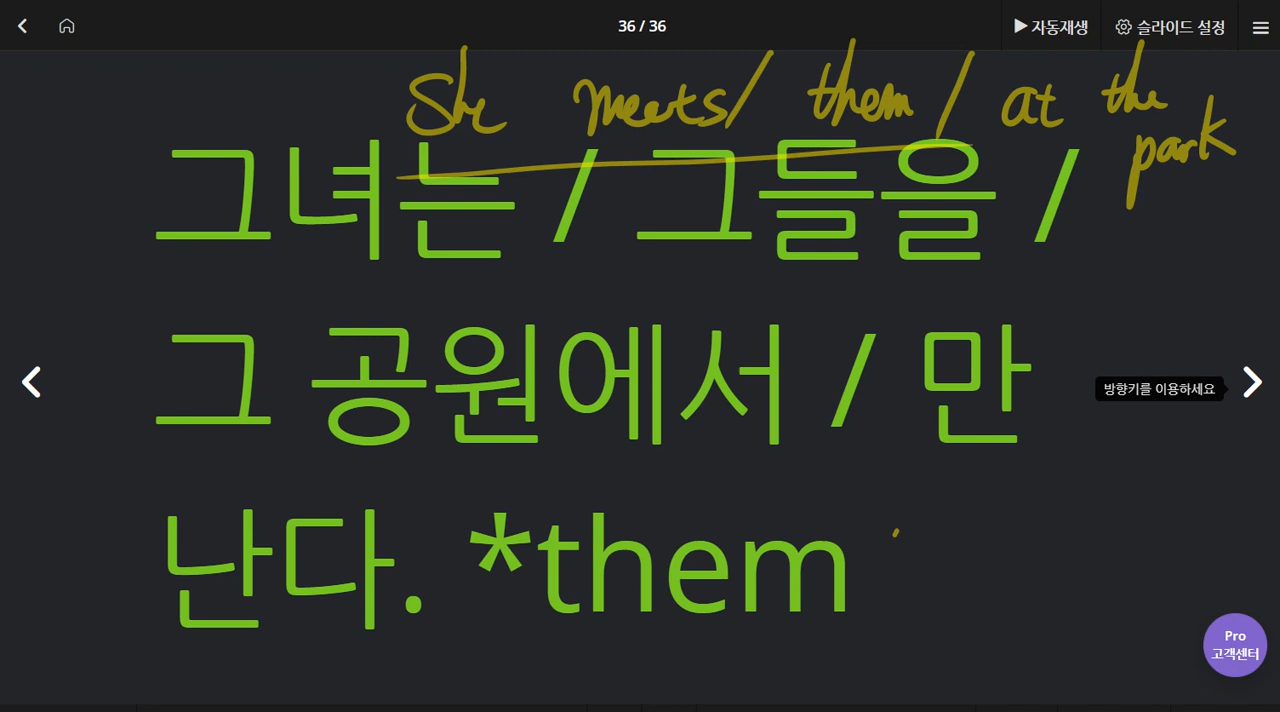 36 / 36
자동재생
슬라이드 설정
She meets / them / at the
park
그녀는 / 그들을 /
그 공원에서 / 만
난다. *them
방향키를 이용하세요
Pro
고객센터